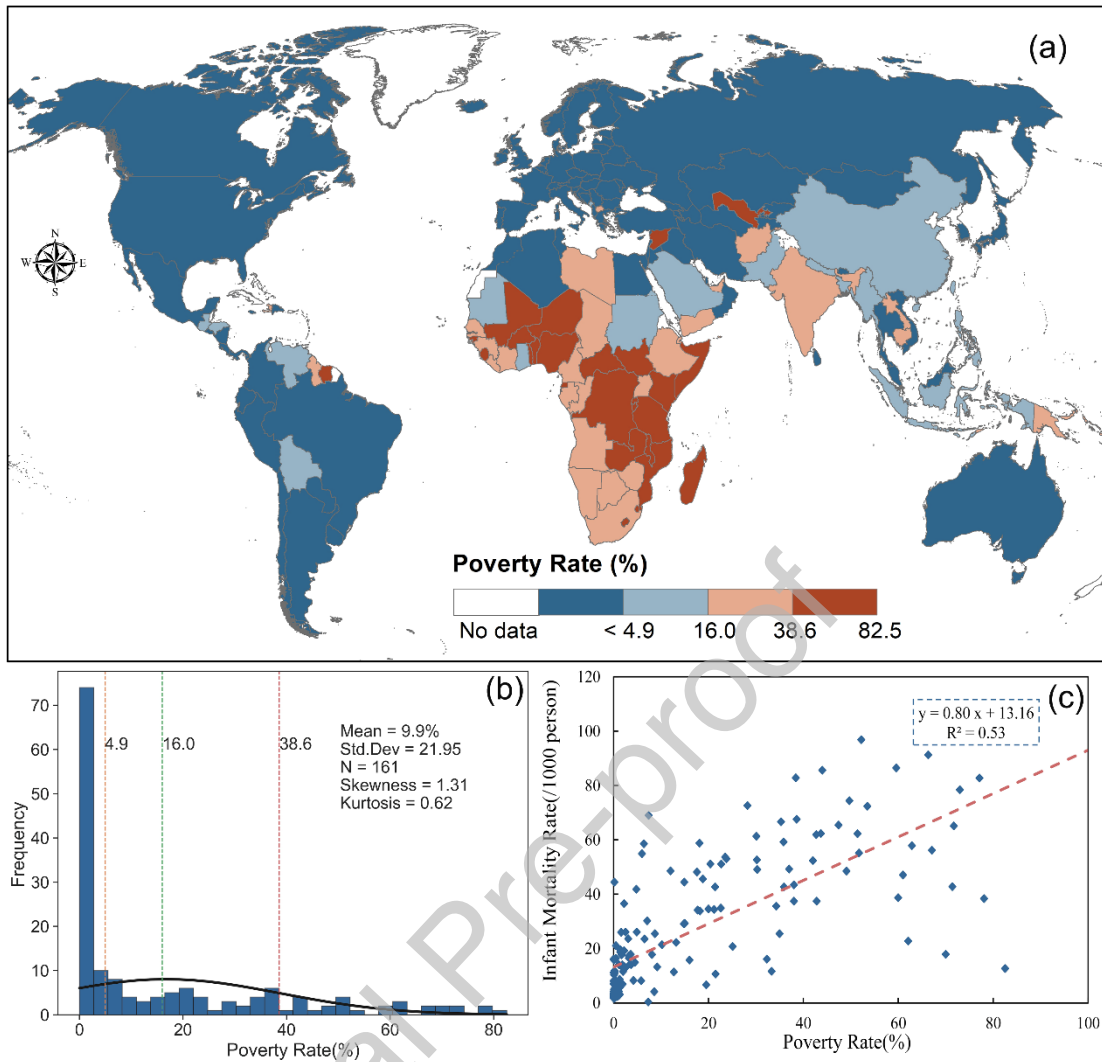 (a)
N
W E
S
Poverty Rate (%)
No data < 4.9 16.0 38.6 82.5
(b)
70
60
50
40
30
20
10
0
Frequency
4.9 16.0 38.6
Mean = 9.9%
Std.Dev = 21.95
N = 161
Skewness = 1.31
Kurtosis = 0.62
0 20 40 60 80
Poverty Rate(%)
(c)
120
100
80
60
40
20
0
Infant Mortality Rate(/1000 person)
y = 0.80 x + 13.16
R² = 0.53
0 20 40 60 80 100
Poverty Rate(%)
al Pre-proof